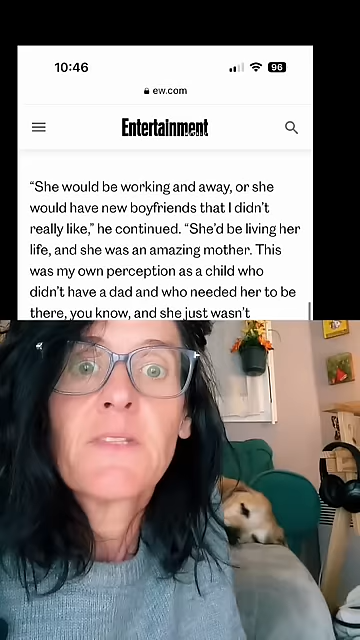 10:46
96
ew.com
Entertainment
“She would be working and away, or she
would have new boyfriends that I didn’t
really like,” he continued. “She’d be living her
life, and she was an amazing mother. This
was my own perception as a child who
didn’t have a dad and who needed her to be
there, you know, and she just wasn’t